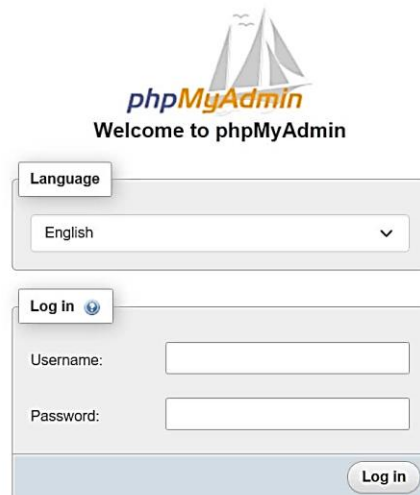 phpMyAdmin
Welcome to phpMyAdmin
Language
English
Log in
Username:
Password:
Log in